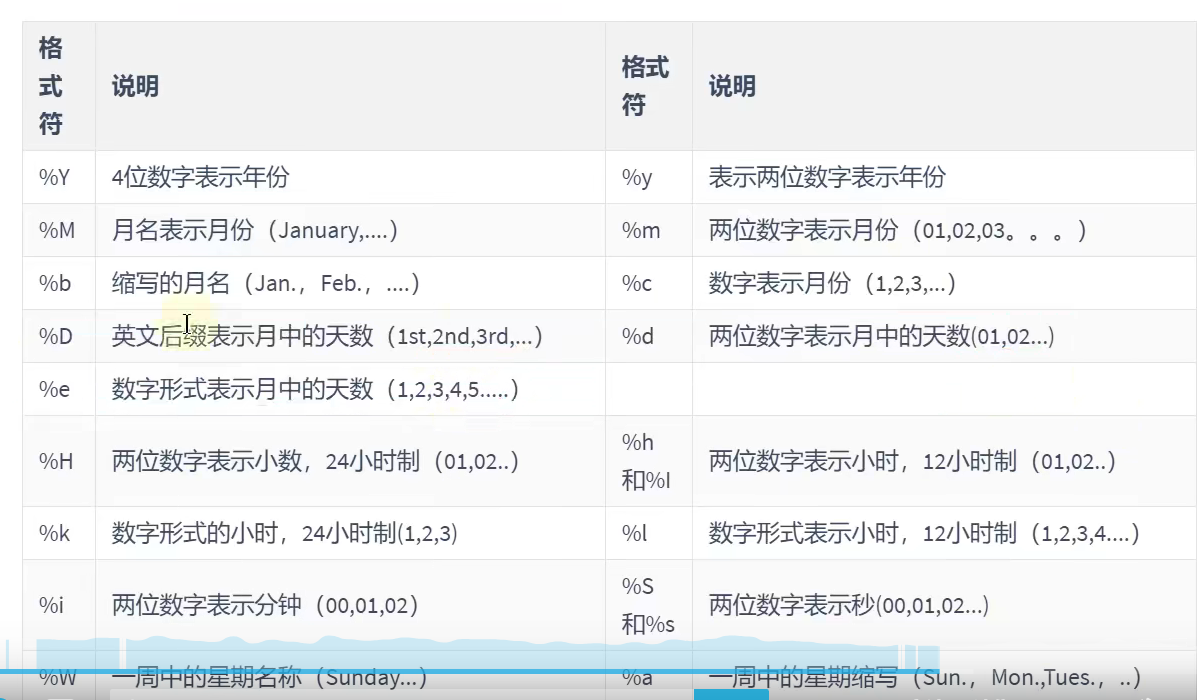 格式符 说明 格式符 说明
%Y 4位数字表示年份 %y 表示两位数字表示年份
%M 月名表示月份（January,....） %m 两位数字表示月份（01,02,03。。。）
%b 缩写的月名（Jan.，Feb.，....） %c 数字表示月份（1,2,3,...）
%D 英文后缀表示月中的天数（1st,2nd,3rd,...） %d 两位数字表示月中的天数(01,02...)
%e 数字形式表示月中的天数（1,2,3,4,5.....）
%H 两位数字表示小数，24小时制（01,02..） %h和%I 两位数字表示小时，12小时制（01,02..）
%k 数字形式的小时，24小时制(1,2,3) %l 数字形式表示小时，12小时制（1,2,3,4....）
%i 两位数字表示分钟（00,01,02） %S和%s 两位数字表示秒(00,01,02...)
%W 一周中的星期名称（Sunday...） %a 一周中的星期缩写（Sun.，Mon.,Tues.，..）